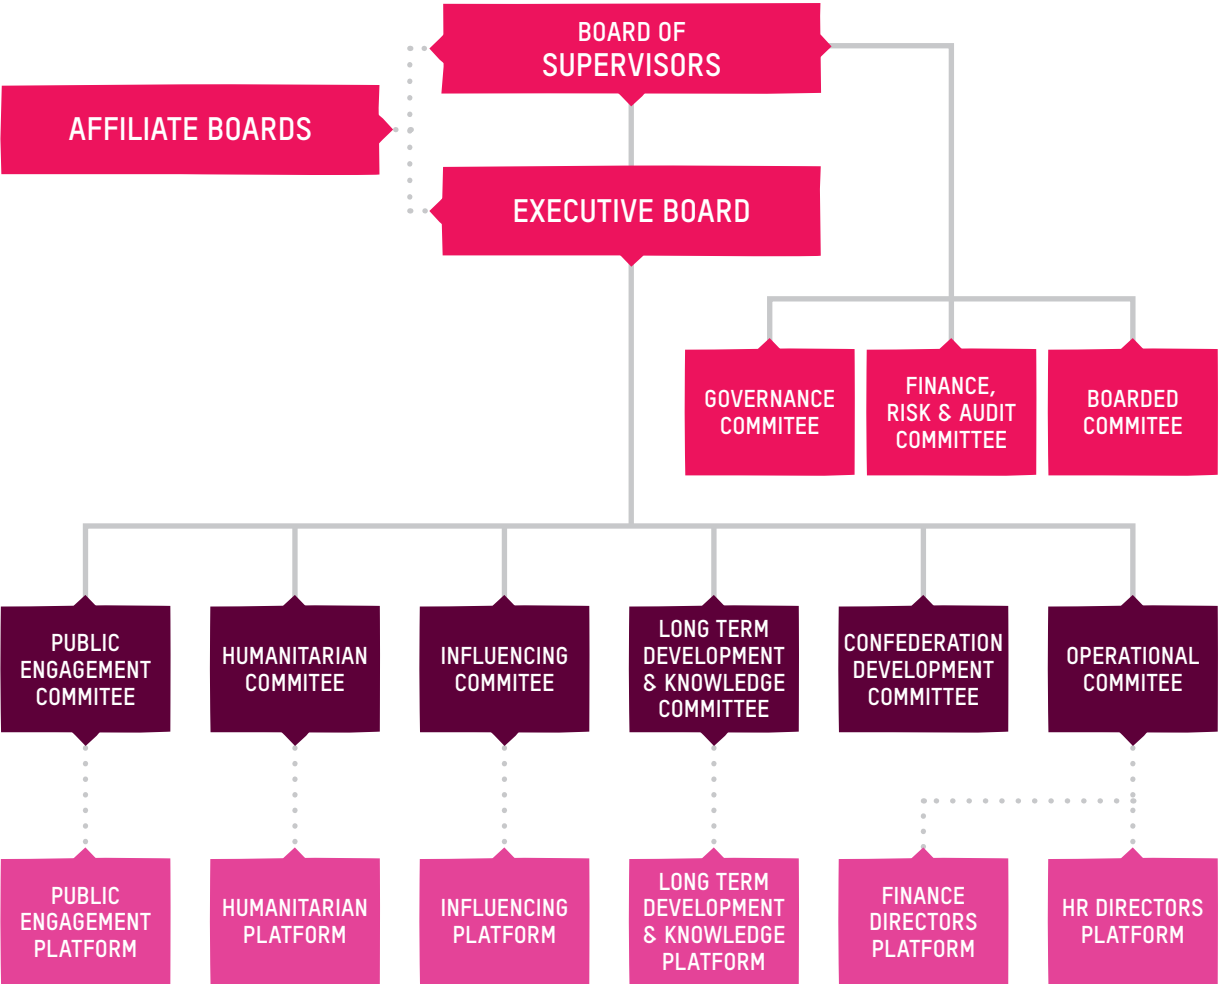 BOARD OF
SUPERVISORS
AFFILIATE BOARDS
EXECUTIVE BOARD
GOVERNANCE
COMMITEE
FINANCE,
RISK & AUDIT
COMMITTEE
BOARDED
COMMITEE
PUBLIC
ENGAGEMENT
COMMITEE
HUMANITARIAN
COMMITEE
INFLUENCING
COMMITEE
LONG TERM
DEVELOPMENT
& KNOWLEDGE
COMMITTEE
CONFEDERATION
DEVELOPMENT
COMMITTEE
OPERATIONAL
COMMITEE
PUBLIC
ENGAGEMENT
PLATFORM
HUMANITARIAN
PLATFORM
INFLUENCING
PLATFORM
LONG TERM
DEVELOPMENT
& KNOWLEDGE
PLATFORM
FINANCE
DIRECTORS
PLATFORM
HR DIRECTORS
PLATFORM